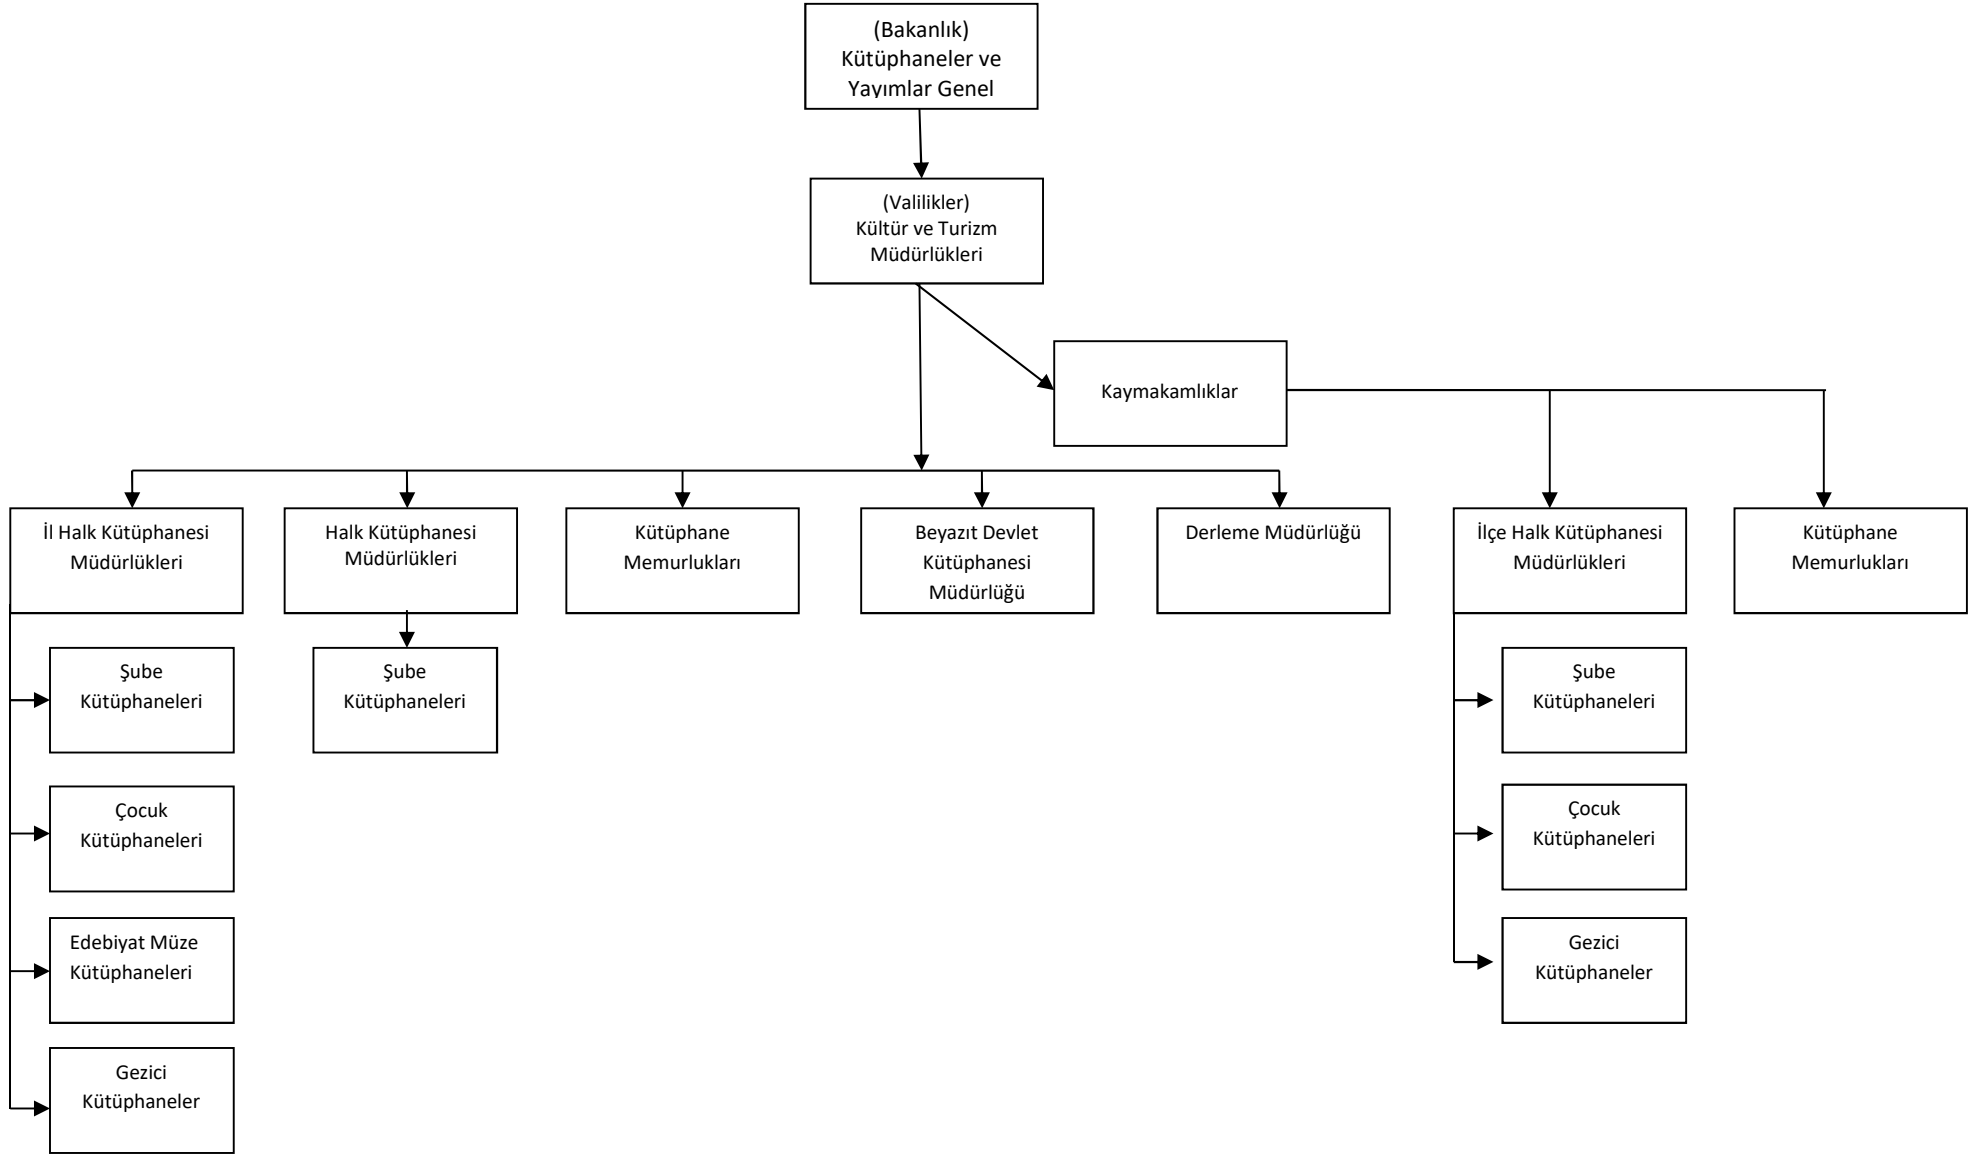 (Bakanlık)
Kütüphaneler ve
Yayımlar Genel
(Valilikler)
Kültür ve Turizm
Müdürlükleri
Kaymakamlıklar
İl Halk Kütüphanesi
Müdürlükleri
Halk Kütüphanesi
Müdürlükleri
Kütüphane
Memurlukları
Beyazıt Devlet
Kütüphanesi
Müdürlüğü
Derleme Müdürlüğü
İlçe Halk Kütüphanesi
Müdürlükleri
Kütüphane
Memurlukları
Şube
Kütüphaneleri
Şube
Kütüphaneleri
Şube
Kütüphaneleri
Çocuk
Kütüphaneleri
Çocuk
Kütüphaneleri
Edebiyat Müze
Kütüphaneleri
Gezici
Kütüphaneler
Gezici
Kütüphaneler